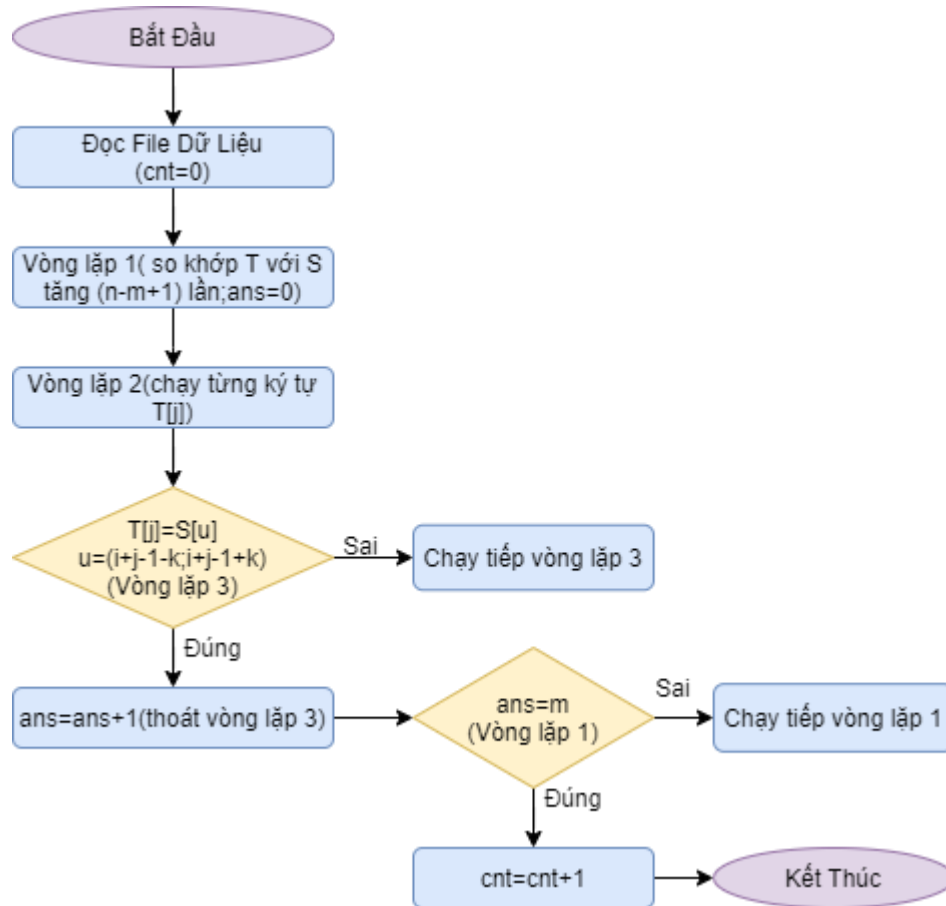 Bắt Đầu
Đọc File Dữ Liệu
(cnt=0)
Vòng lặp 1( so khớp T với S
tăng (n-m+1) lần;ans=0)
Vòng lặp 2(chạy từng ký tự
T[j])
T[j]=S[u]
u=(i+j-1-k;i+j-1+k)
(Vòng lặp 3)
Sai
Chạy tiếp vòng lặp 3
Đúng
ans=ans+1(thoát vòng lặp 3)
ans=m
(Vòng lặp 1)
Sai
Chạy tiếp vòng lặp 1
Đúng
cnt=cnt+1
Kết Thúc